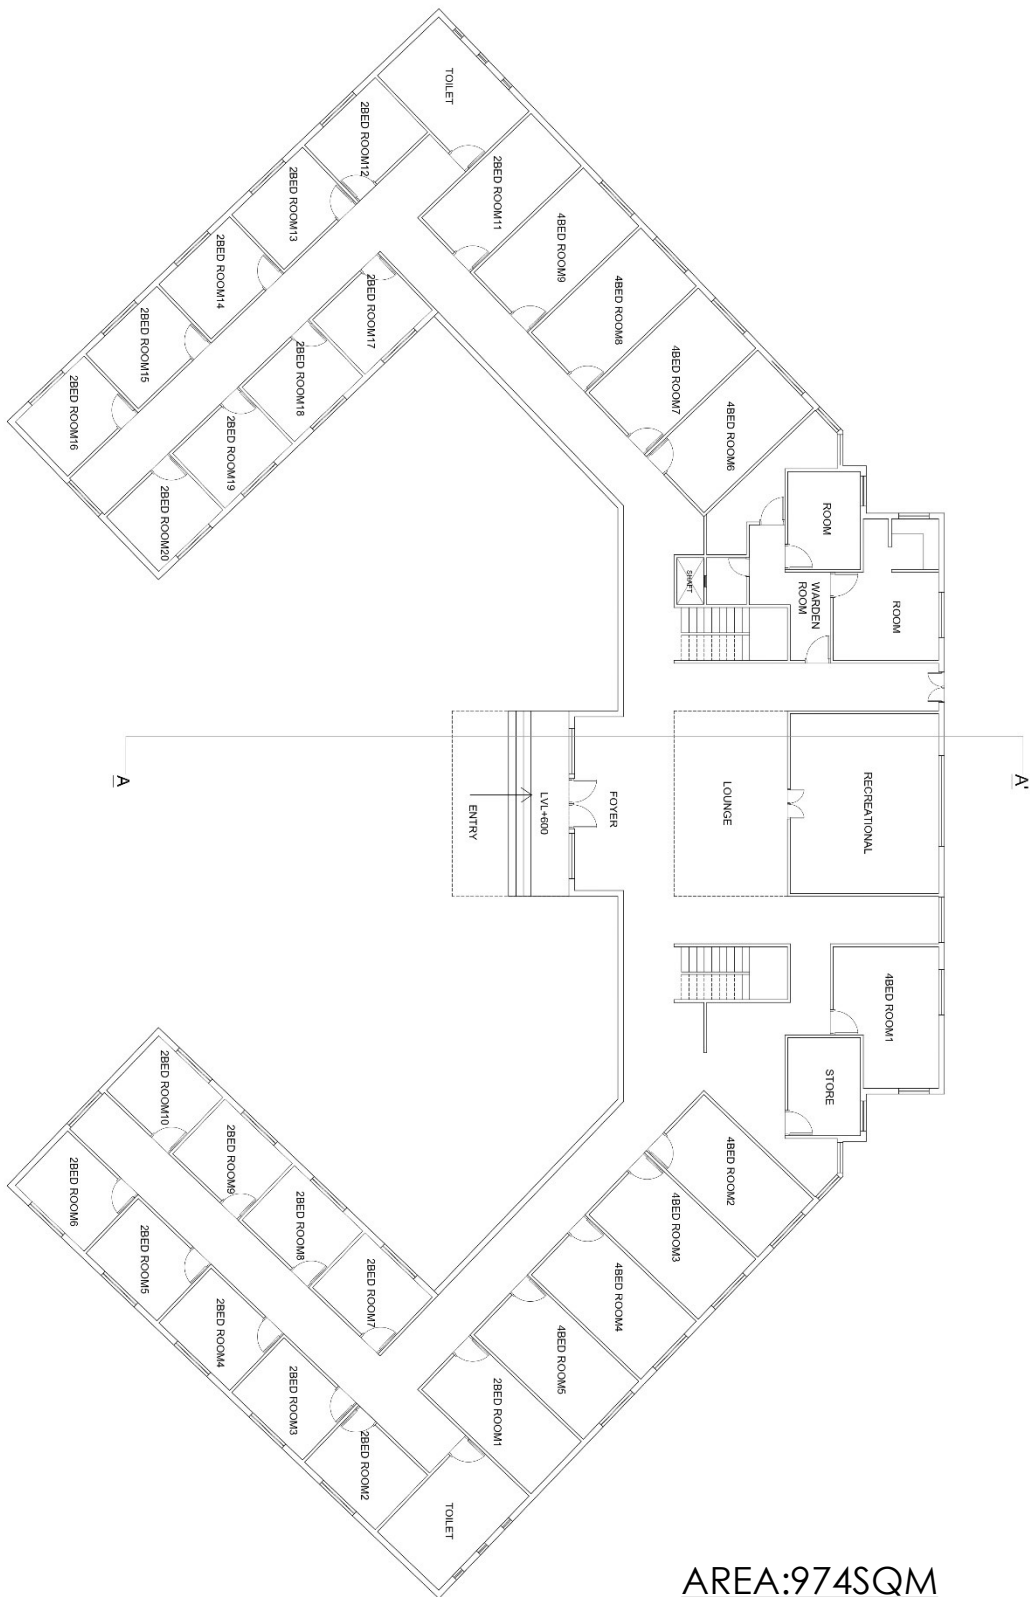 TOILET
2BED ROOM12
2BED ROOM11
2BED ROOM13
4BED ROOM9
2BED ROOM14
4BED ROOM8
2BED ROOM17
2BED ROOM15
4BED ROOM7
2BED ROOM18
2BED ROOM16
4BED ROOM6
2BED ROOM19
2BED ROOM20
ROOM
SHAFT
WARDEN
ROOM
ROOM
A
A'
ENTRY
LVL+600
FOYER
LOUNGE
RECREATIONAL
4BED ROOM1
STORE
2BED ROOM10
2BED ROOM9
2BED ROOM6
4BED ROOM2
2BED ROOM8
4BED ROOM3
2BED ROOM5
2BED ROOM7
4BED ROOM4
2BED ROOM4
4BED ROOM5
2BED ROOM3
2BED ROOM1
2BED ROOM2
TOILET
AREA:974SQM